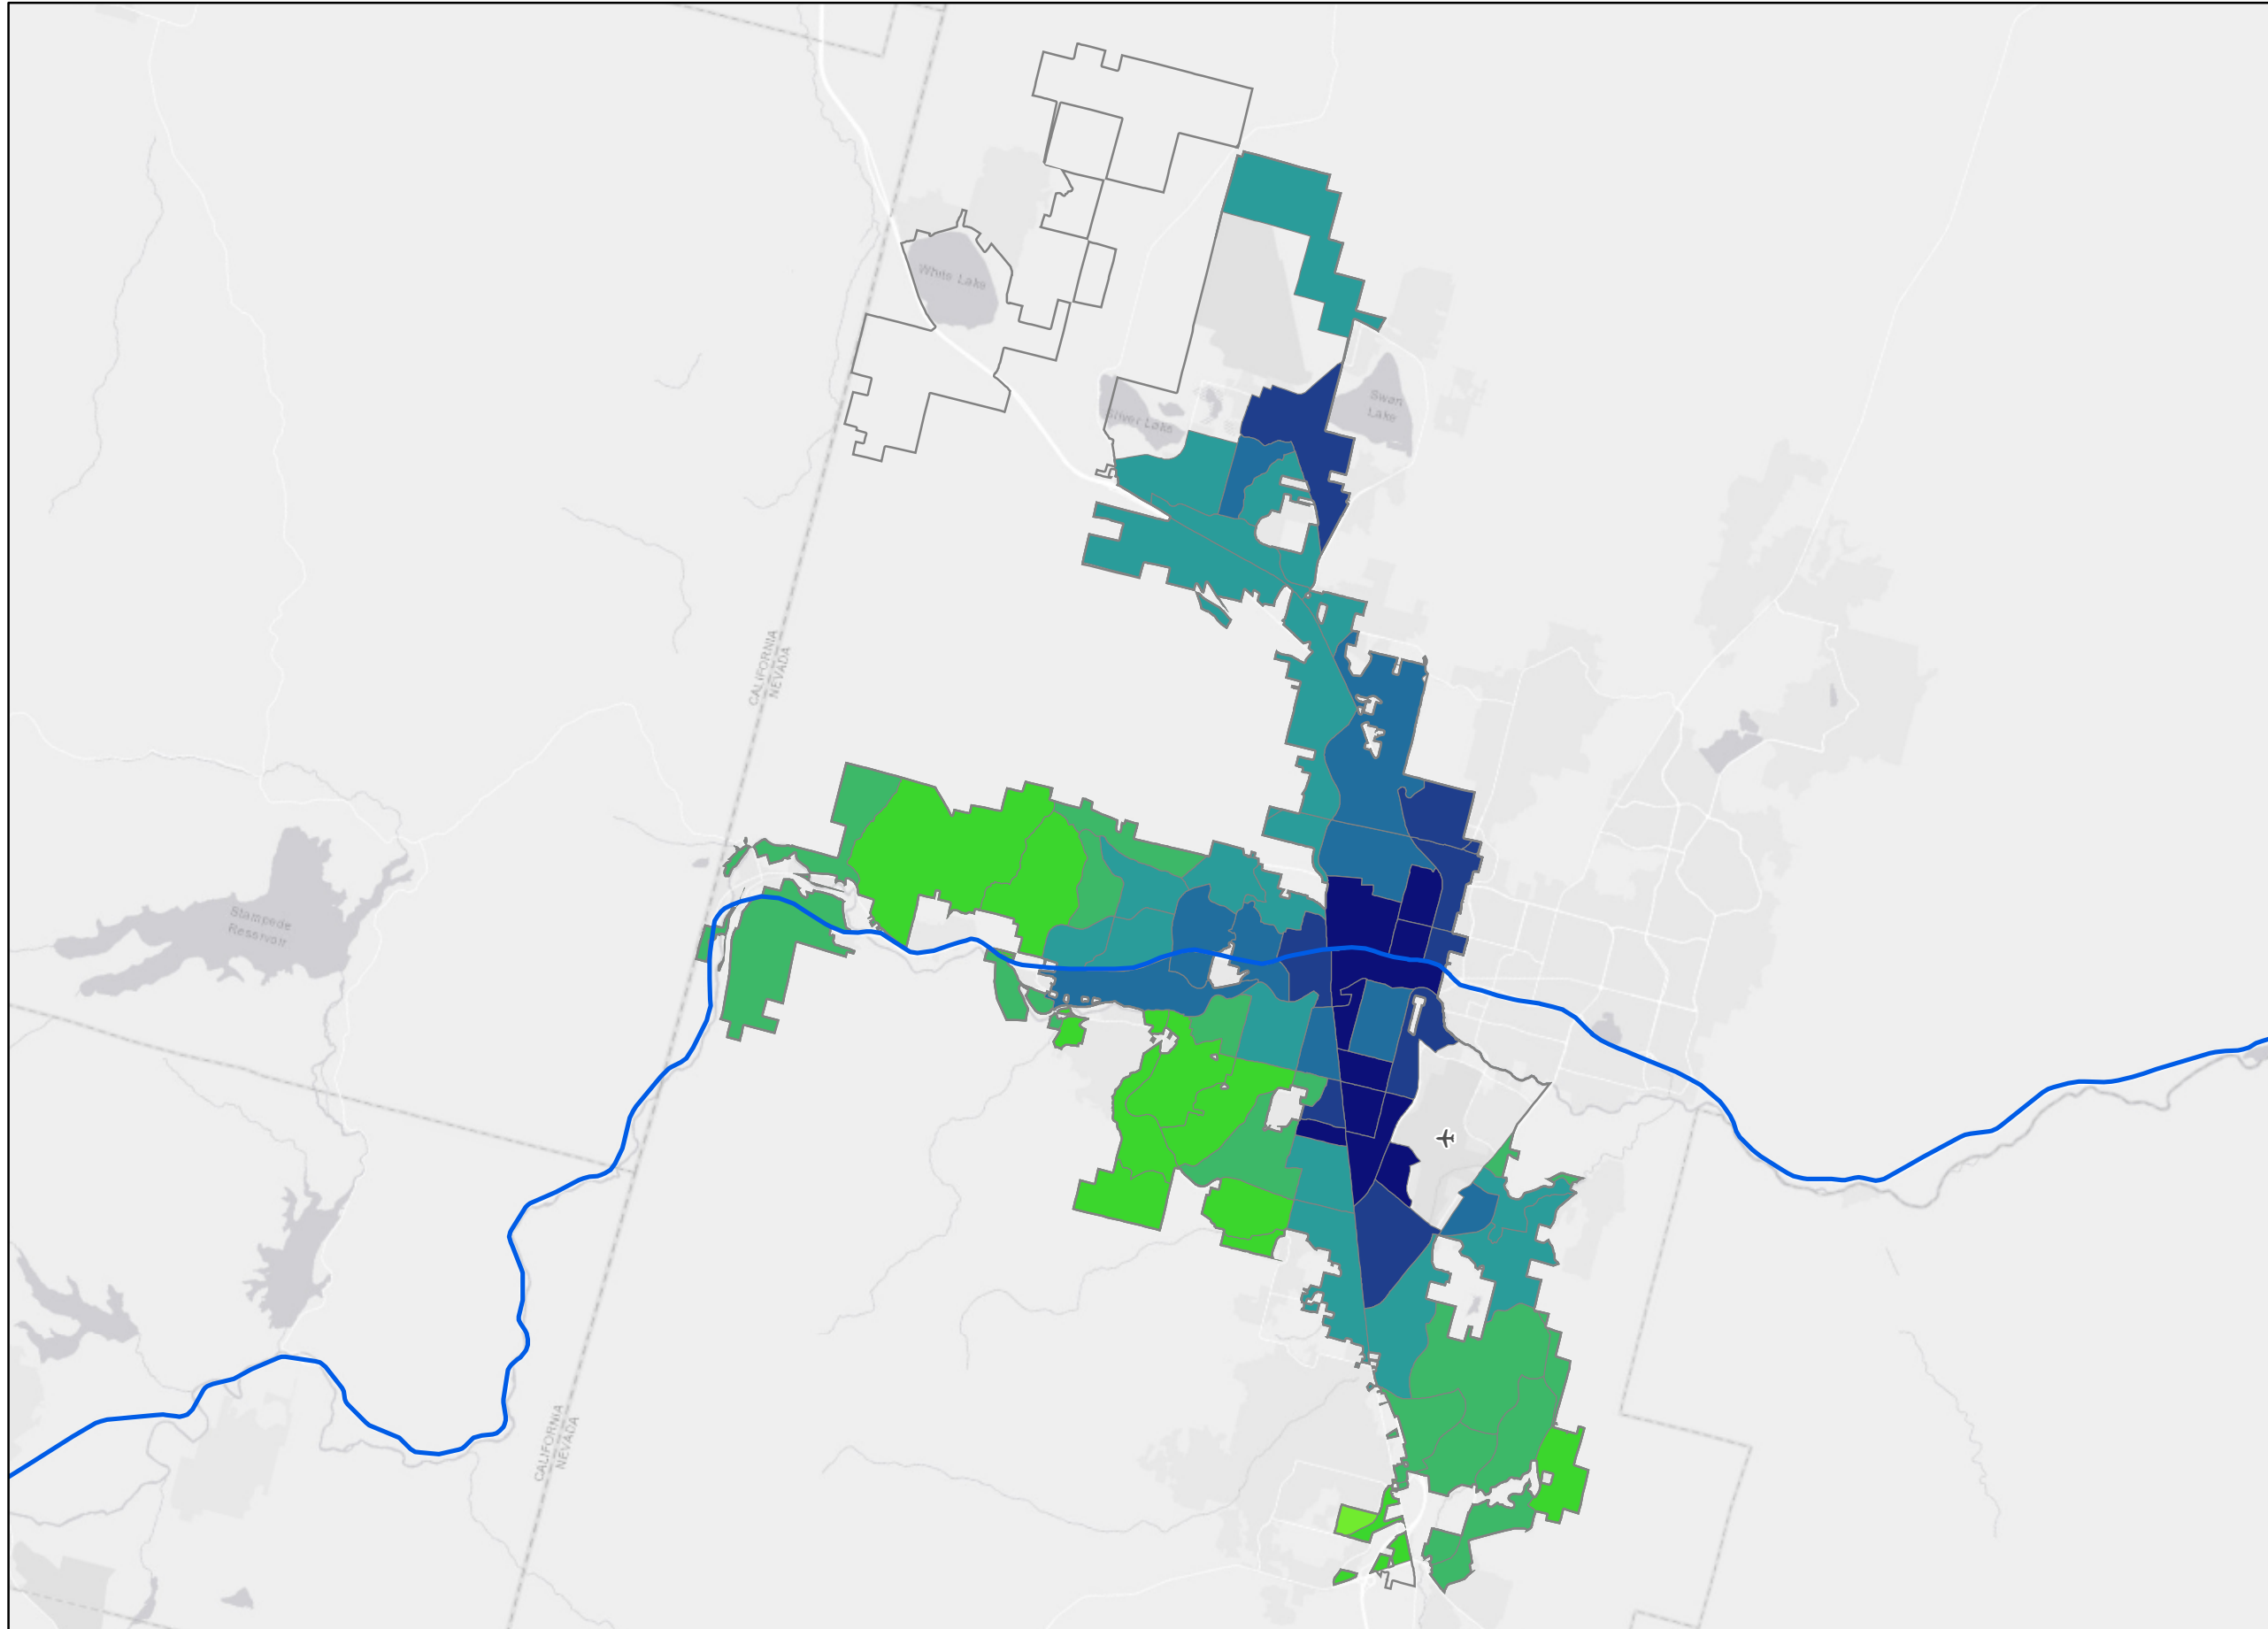 White Lake
Silver Lake
Swan
Lake
CALIFORNIA
NEVADA
Stampede
Reservoir
CALIFORNIA
NEVADA